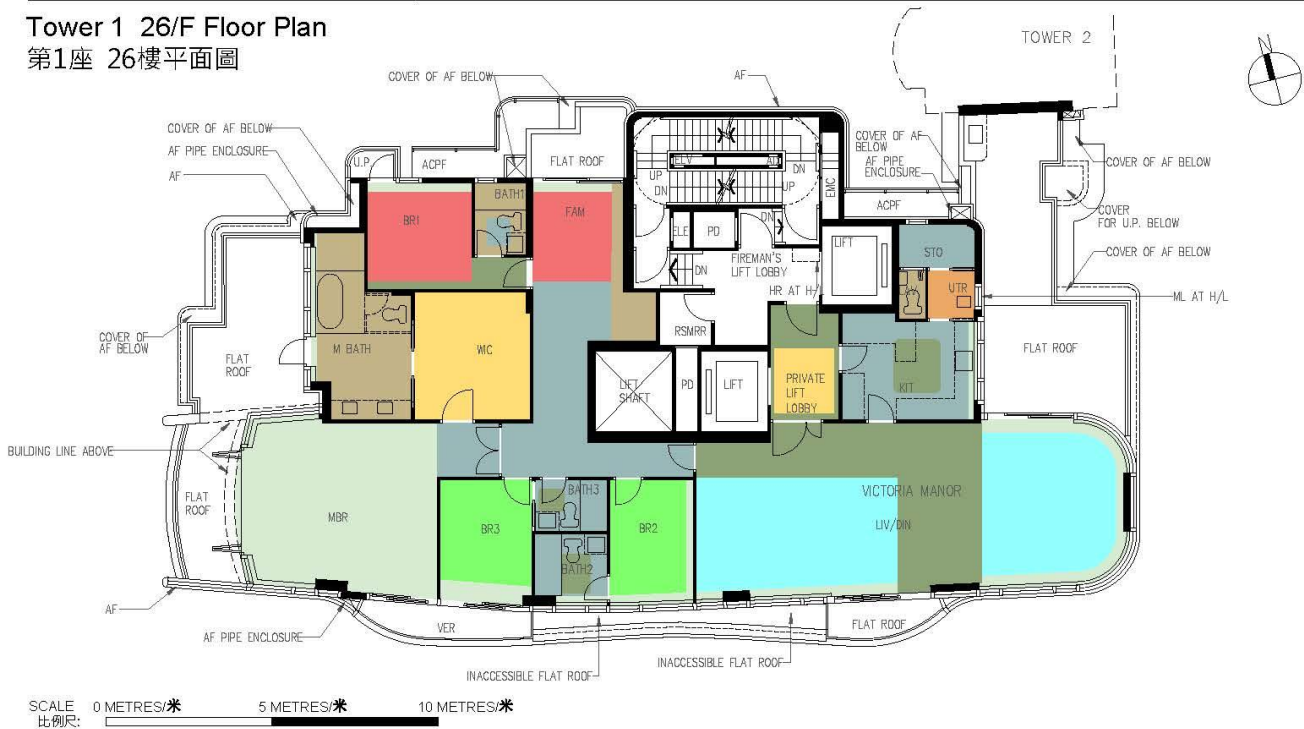 Tower 1 26/F Floor Plan
第1座 26樓平面圖
TOWER 2
N
COVER OF AF BELOW
AF
COVER OF AF BELOW
AF PIPE ENCLOSURE
AF
U.P.
ACPF
FLAT ROOF
COVER OF AF
BELOW
AF PIPE
ENCLOSURE
ACPF
COVER OF AF BELOW
COVER
FOR U.P. BELOW
COVER OF AF BELOW
ML AT H/L
BR1
BATH1
FAM
ELV
AD
UP
DN
DN
UP
EMC
DN
ELE
PD
DN
FIREMAN'S
LIFT LOBBY
HR AT H/L
LIFT
STO
LAV
UTR
RSMRR
COVER OF
AF BELOW
FLAT
ROOF
M BATH
WIC
LIFT
SHAFT
PD
LIFT
PRIVATE
LIFT
LOBBY
KIT
FLAT ROOF
BUILDING LINE ABOVE
FLAT
ROOF
MBR
BR3
BATH3
BATH2
BR2
VICTORIA MANOR
LIV/DIN
AF
AF PIPE ENCLOSURE
VER
FLAT ROOF
INACCESSIBLE FLAT ROOF
INACCESSIBLE FLAT ROOF
SCALE 0 METRES/米 5 METRES/米 10 METRES/米
比例尺: